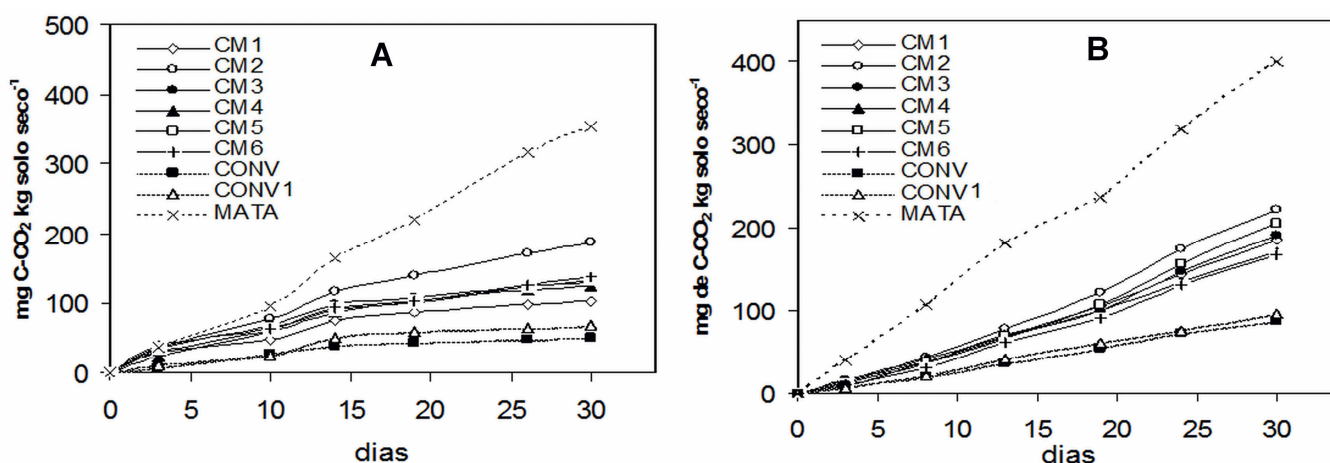 A
mg C-CO₂ kg solo seco⁻¹
500
400
300
200
100
0
CM1
CM2
CM3
CM4
CM5
CM6
CONV
CONV1
MATA
0 5 10 15 20 25 30
dias
B
mg de C-CO₂ kg solo seco⁻¹
400
300
200
100
0
CM1
CM2
CM3
CM4
CM5
CM6
CONV
CONV1
MATA
0 5 10 15 20 25 30
dias